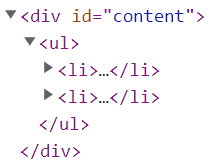 ▼<div id="content">
▼<ul>
▶<li>…</li>
▶<li>…</li>
</ul>
</div>